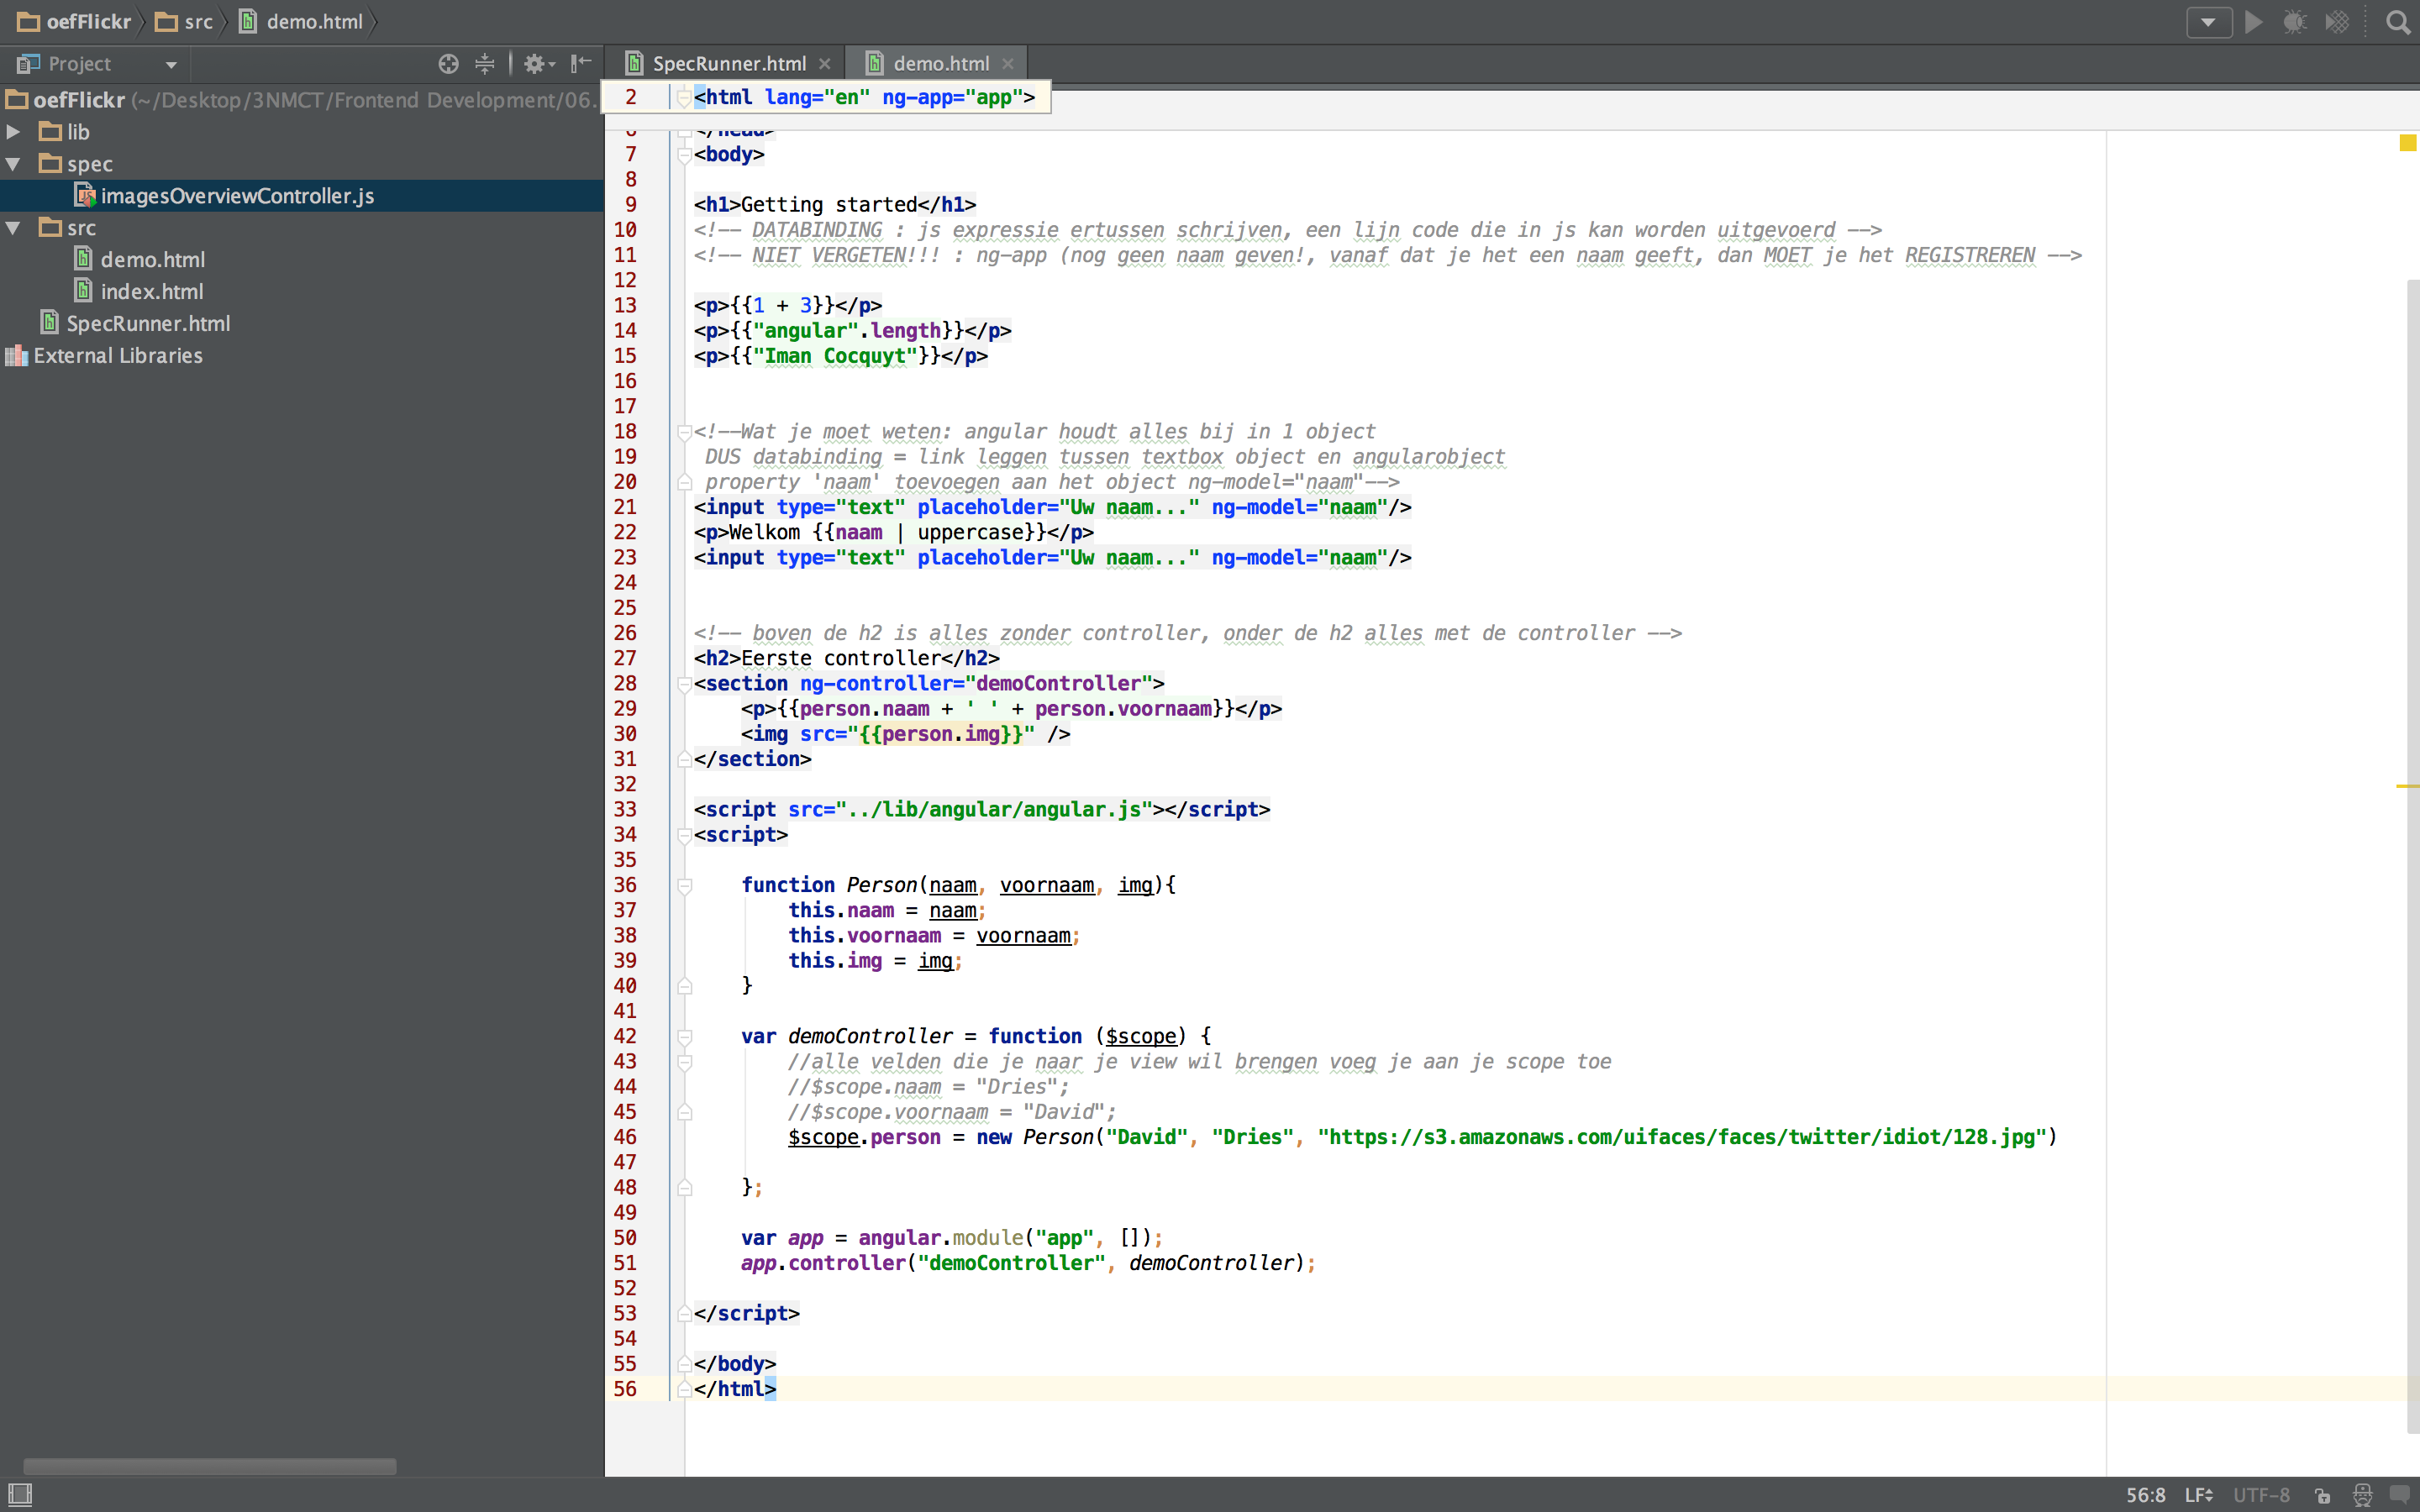 oefFlickr src demo.html
Project
SpecRunner.html demo.html
oefFlickr (~/Desktop/3NMCT/Frontend Development/06.
lib
spec
imagesOverviewController.js
src
demo.html
index.html
SpecRunner.html
External Libraries
2 <html lang="en" ng-app="app">
6 </head>
7 <body>
8
9 <h1>Getting started</h1>
10 <!-- DATABINDING : js expressie ertussen schrijven, een lijn code die in js kan worden uitgevoerd -->
11 <!-- NIET VERGETEN!!! : ng-app (nog geen naam geven!, vanaf dat je het een naam geeft, dan MOET je het REGISTREREN -->
12
13 <p>{{1 + 3}}</p>
14 <p>{{"angular".length}}</p>
15 <p>{{"Iman Cocquyt"}}</p>
16
17
18 <!--Wat je moet weten: angular houdt alles bij in 1 object
19 DUS databinding = link leggen tussen textbox object en angularobject
20 property 'naam' toevoegen aan het object ng-model="naam"-->
21 <input type="text" placeholder="Uw naam..." ng-model="naam"/>
22 <p>Welkom {{naam | uppercase}}</p>
23 <input type="text" placeholder="Uw naam..." ng-model="naam"/>
24
25
26 <!-- boven de h2 is alles zonder controller, onder de h2 alles met de controller -->
27 <h2>Eerste controller</h2>
28 <section ng-controller="demoController">
29 <p>{{person.naam + ' ' + person.voornaam}}</p>
30 <img src="{{person.img}}" />
31 </section>
32
33 <script src="../lib/angular/angular.js"></script>
34 <script>
35
36 function Person(naam, voornaam, img){
37 this.naam = naam;
38 this.voornaam = voornaam;
39 this.img = img;
40 }
41
42 var demoController = function ($scope) {
43 //alle velden die je naar je view wil brengen voeg je aan je scope toe
44 //$scope.naam = "Dries";
45 //$scope.voornaam = "David";
46 $scope.person = new Person("David", "Dries", "https://s3.amazonaws.com/uifaces/faces/twitter/idiot/128.jpg")
47
48 };
49
50 var app = angular.module("app", []);
51 app.controller("demoController", demoController);
52
53 </script>
54
55 </body>
56 </html>
56:8 LF UTF-8